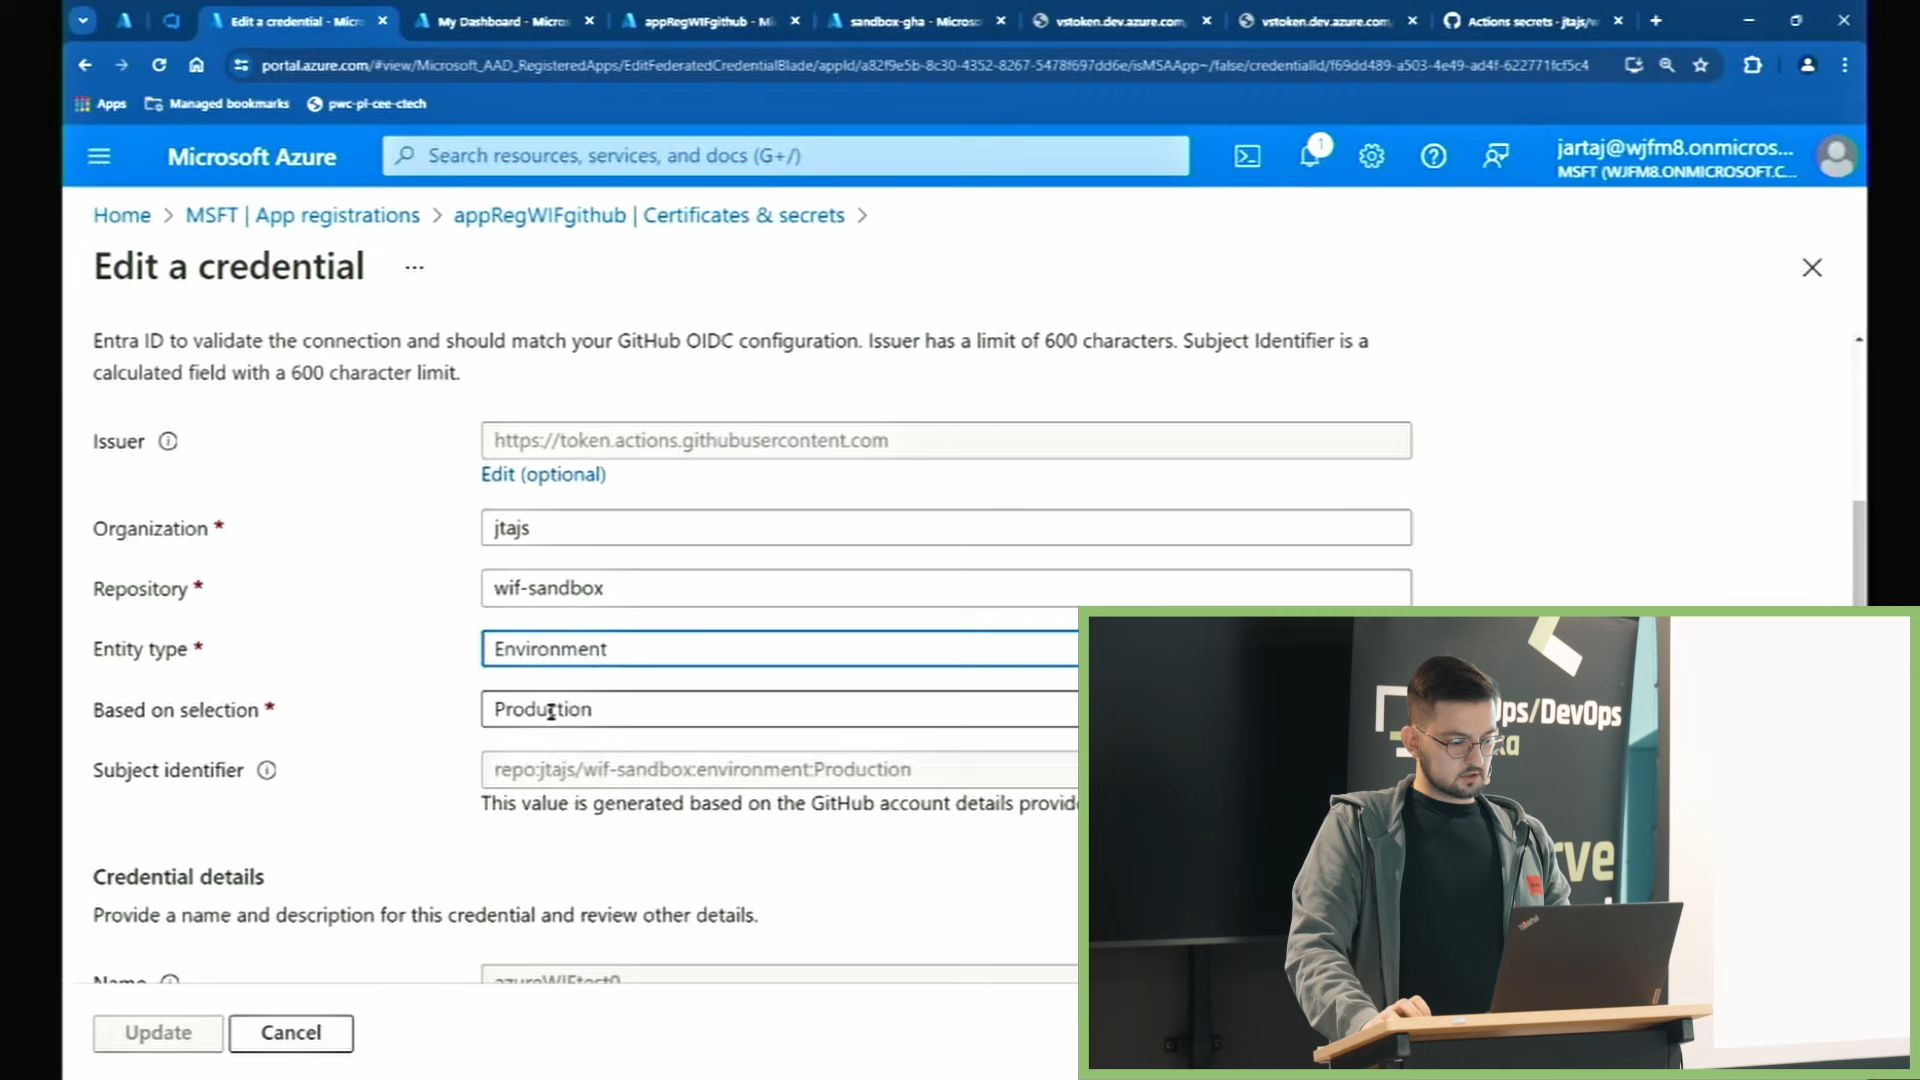 Edit a credential - Micro
My Dashboard - Micros
appRegWIFgithub - Mi
sandbox-gha - Microso
vstoken.dev.azure.com
vstoken.dev.azure.com
Actions secrets · jtajs/w
portal.azure.com/#view/Microsoft_AAD_RegisteredApps/EditFederatedCredentialBlade/appId/a82f9e5b-8c30-4352-8267-5478f697dd6e/isMSAApp~/false/credentialId/f69dd489-a503-4e49-ad4f-622771fcf5c4
Apps
Managed bookmarks
pwc-pl-cee-ctech
Microsoft Azure
Search resources, services, and docs (G+/)
1
jartaj@wjfm8.onmicros...
MSFT (WJFM8.ONMICROSOFT.C...
Home > MSFT | App registrations > appRegWIFgithub | Certificates & secrets >
Edit a credential ...
Entra ID to validate the connection and should match your GitHub OIDC configuration. Issuer has a limit of 600 characters. Subject Identifier is a
calculated field with a 600 character limit.
Issuer
https://token.actions.githubusercontent.com
Edit (optional)
Organization *
jtajs
Repository *
wif-sandbox
Entity type *
Environment
Based on selection *
Production
Subject identifier
repo:jtajs/wif-sandbox:environment:Production
This value is generated based on the GitHub account details provide
Credential details
Provide a name and description for this credential and review other details.
Name
azureWIFtest0
Update
Cancel
ps/DevOps
ka
rve
ThinkPad